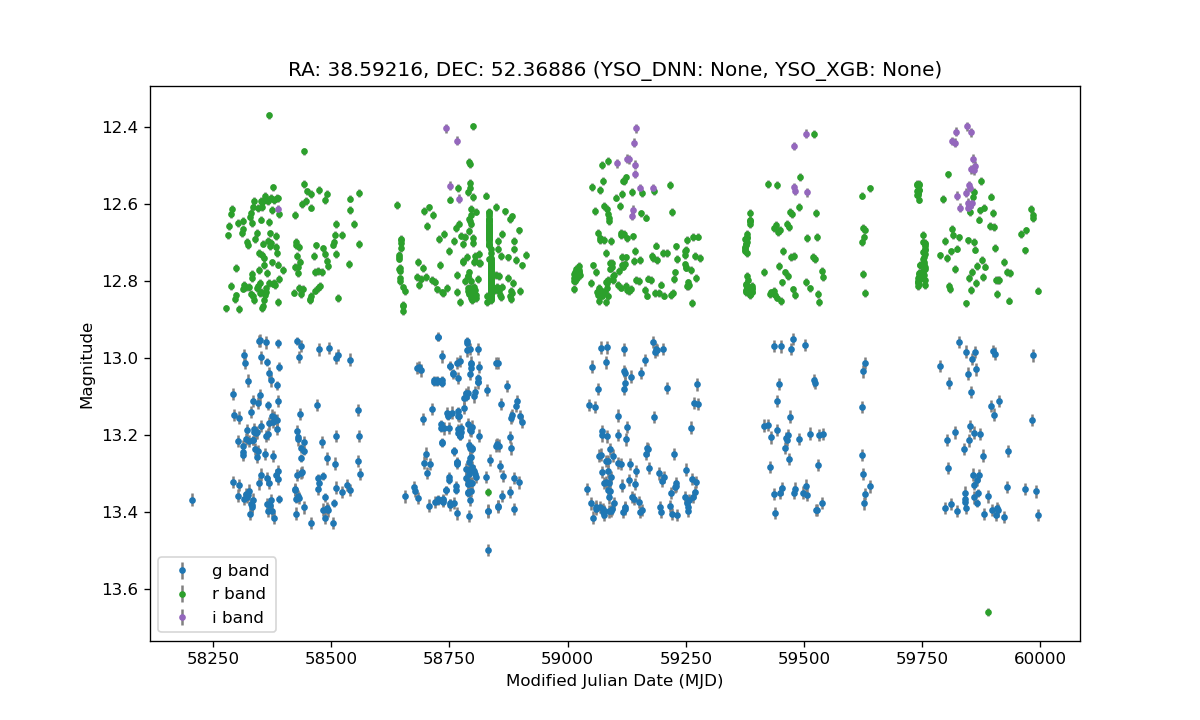 RA: 38.59216, DEC: 52.36886 (YSO_DNN: None, YSO_XGB: None)
12.4
12.6
12.8
13.0
13.2
13.4
13.6
Magnitude
g band
r band
i band
58250 58500 58750 59000 59250 59500 59750 60000
Modified Julian Date (MJD)